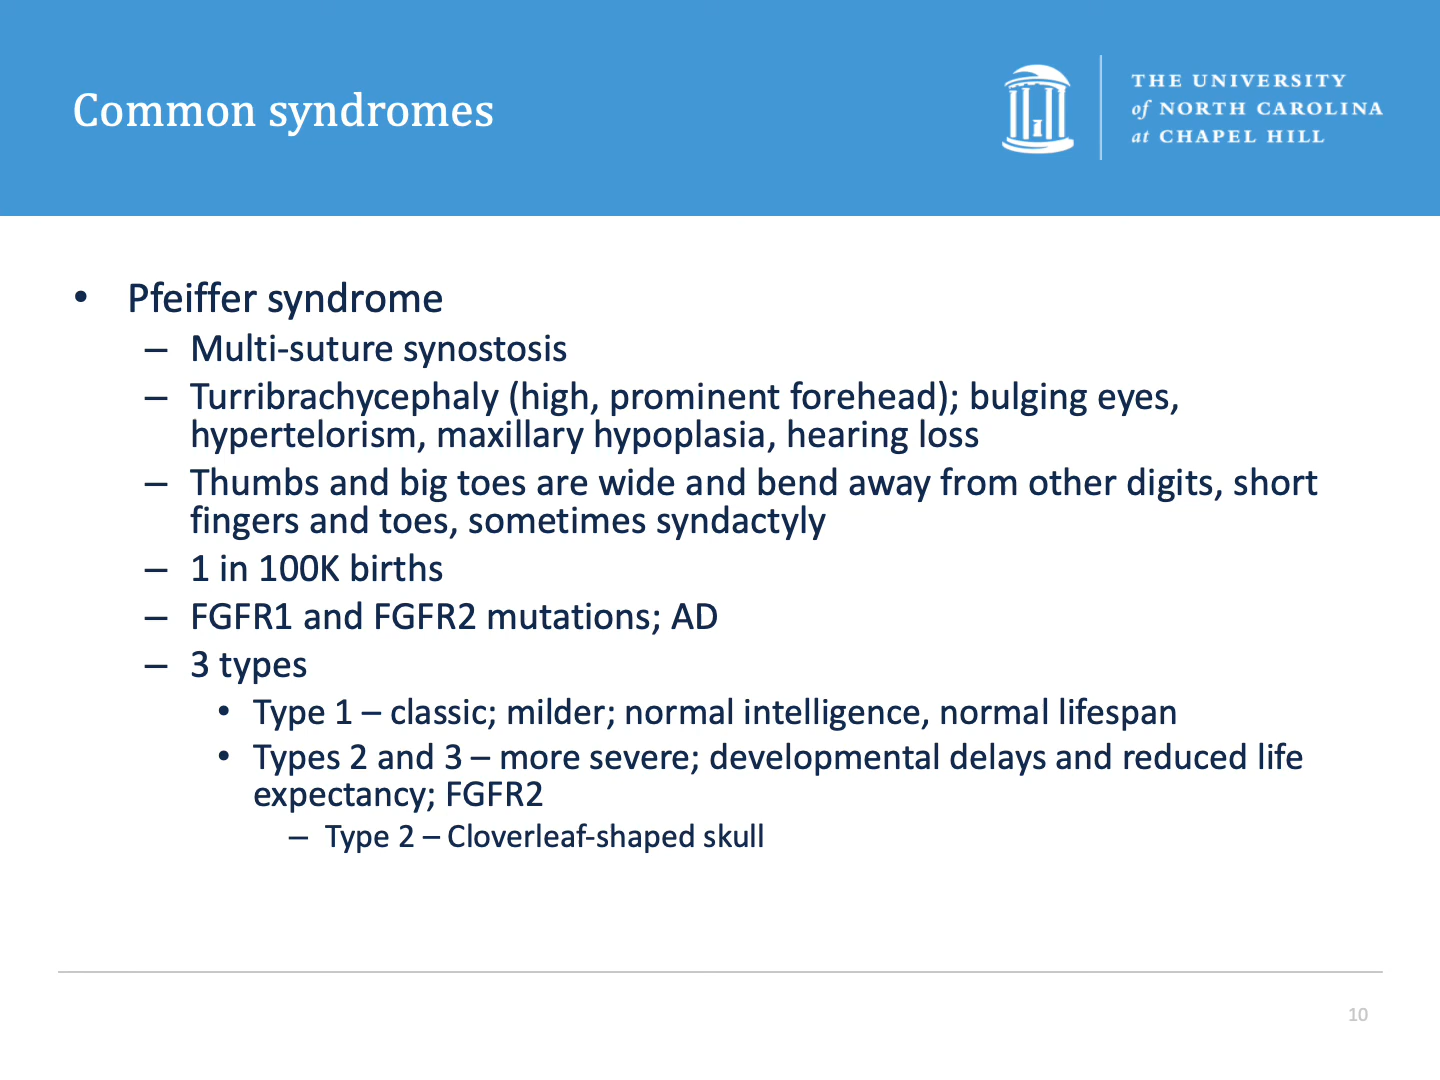 Common syndromes
THE UNIVERSITY
of NORTH CAROLINA
at CHAPEL HILL
• Pfeiffer syndrome
– Multi-suture synostosis
– Turribrachycephaly (high, prominent forehead); bulging eyes,
hypertelorism, maxillary hypoplasia, hearing loss
– Thumbs and big toes are wide and bend away from other digits, short
fingers and toes, sometimes syndactyly
– 1 in 100K births
– FGFR1 and FGFR2 mutations; AD
– 3 types
• Type 1 – classic; milder; normal intelligence, normal lifespan
• Types 2 and 3 – more severe; developmental delays and reduced life
expectancy; FGFR2
– Type 2 – Cloverleaf-shaped skull
10